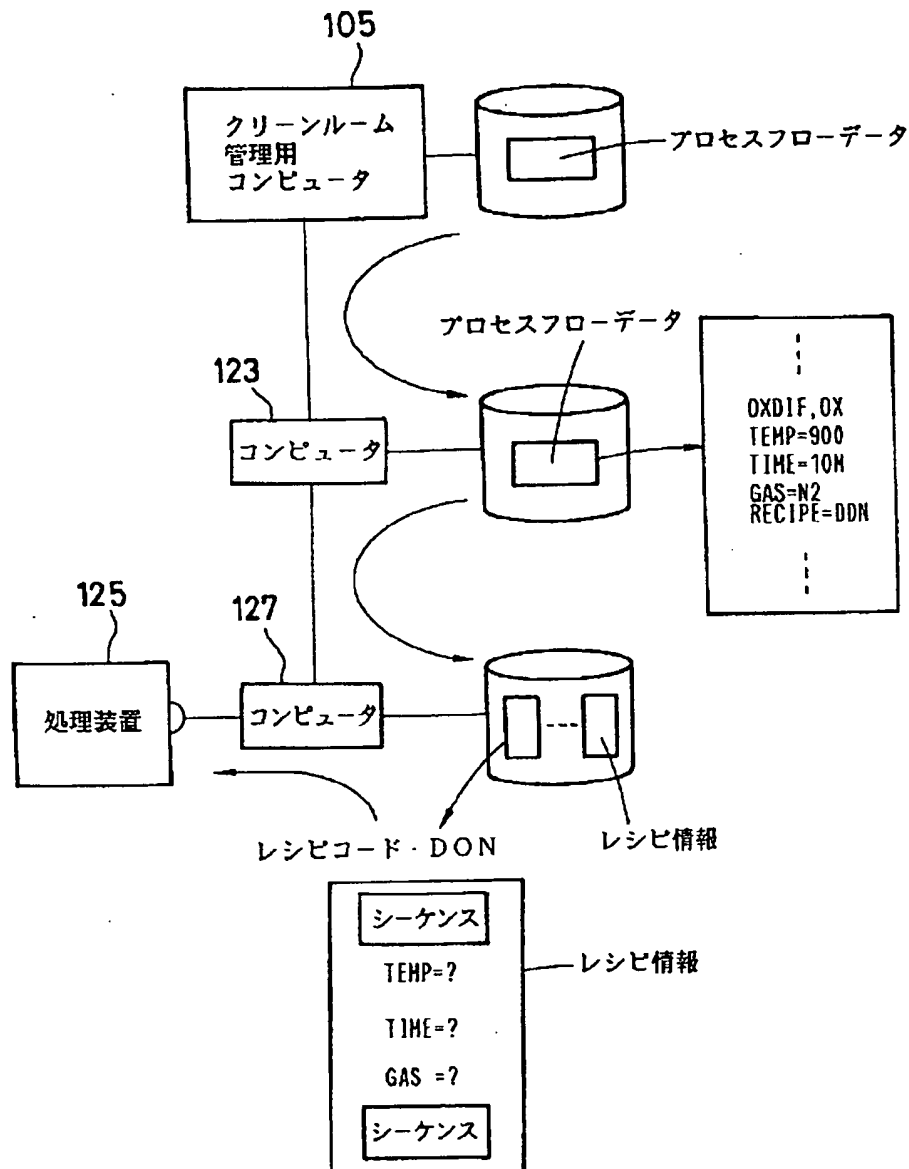 105
クリーンルーム
管理用
コンピュータ
プロセスフローデータ
プロセスフローデータ
123
コンピュータ
OXDIF,OX
TEMP=900
TIME=10M
GAS=N2
RECIPE=DDN
125
処理装置
127
コンピュータ
レシピ情報
レシピコード・DON
シーケンス
TEMP=?
TIME=?
GAS =?
シーケンス
レシピ情報